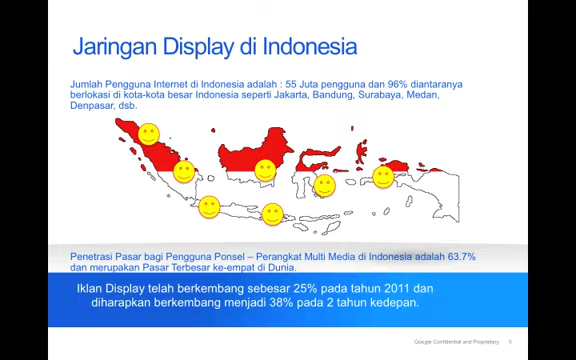 Jaringan Display di Indonesia
Jumlah Pengguna Internet di Indonesia adalah : 55 Juta pengguna dan 96% diantaranya
berlokasi di kota-kota besar Indonesia seperti Jakarta, Bandung, Surabaya, Medan,
Denpasar, dsb.
Penetrasi Pasar bagi Pengguna Ponsel – Perangkat Multi Media di Indonesia adalah 63.7%
dan merupakan Pasar Terbesar ke-empat di Dunia.
Iklan Display telah berkembang sebesar 25% pada tahun 2011 dan
diharapkan berkembang menjadi 38% pada 2 tahun kedepan.
Google Confidential and Proprietary 5